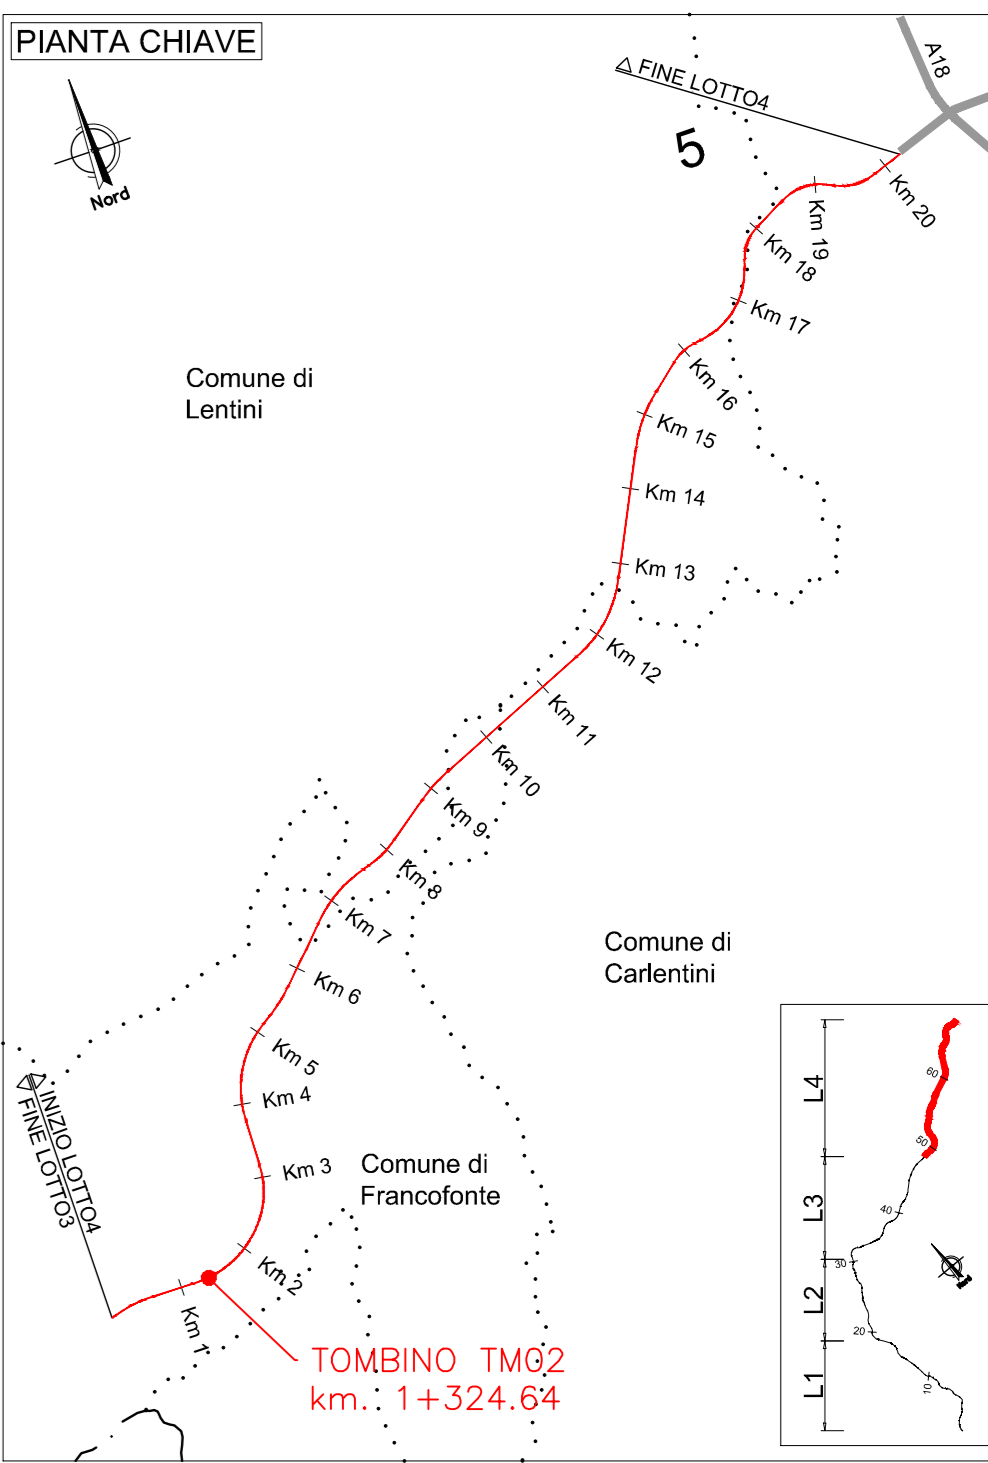 PIANTA CHIAVE
Nord
FINE LOTTO4
A18
5
Km 20
Km 19
Km 18
Km 17
Km 16
Km 15
Km 14
Km 13
Km 12
Km 11
Km 10
Km 9
Km 8
Km 7
Km 6
Km 5
Km 4
Km 3
Km 2
Km 1
Comune di
Lentini
Comune di
Carlentini
Comune di
Francofonte
INIZIO LOTTO4
FINE LOTTO3
TOMBINO TM02
km. 1+324.64
L4
L3
L2
L1
60
50
40
30
20
10